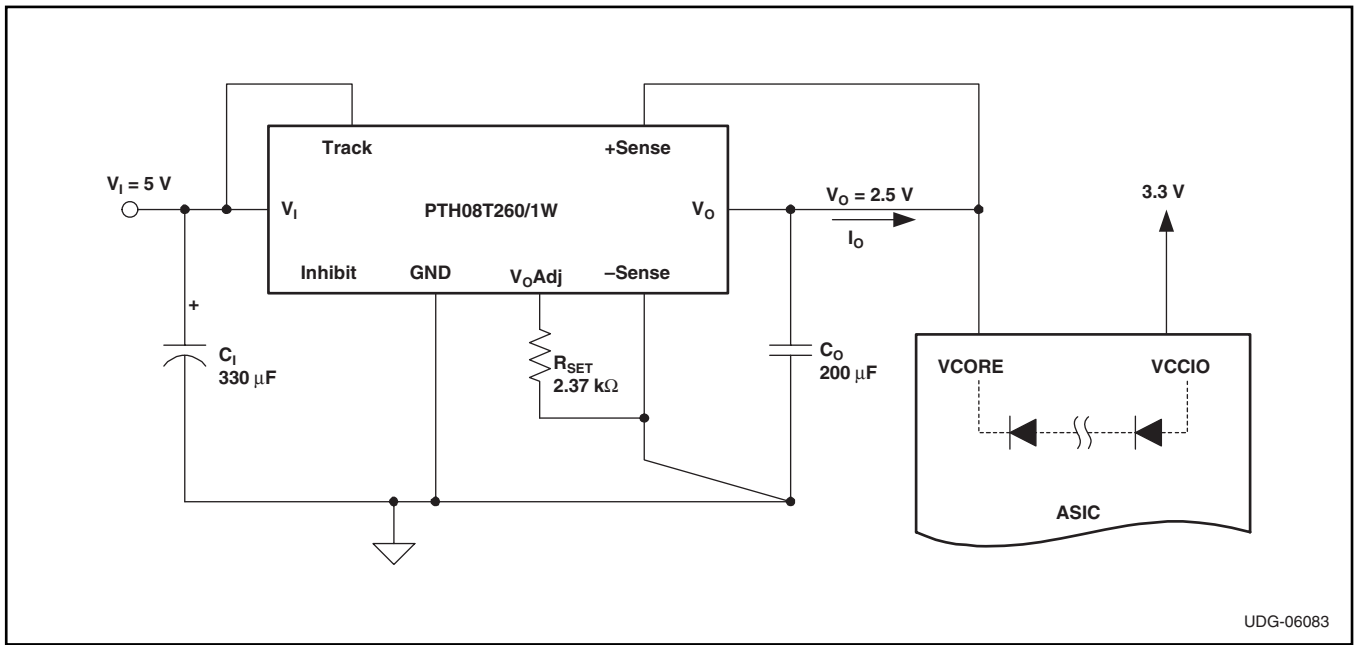 Track
+Sense
V_I = 5 V
V_I
PTH08T260/1W
V_O
V_O = 2.5 V
I_O
3.3 V
Inhibit
GND
V_OAdj
–Sense
+
C_I
330 μF
R_SET
2.37 kΩ
C_O
200 μF
VCORE
VCCIO
ASIC
UDG-06083